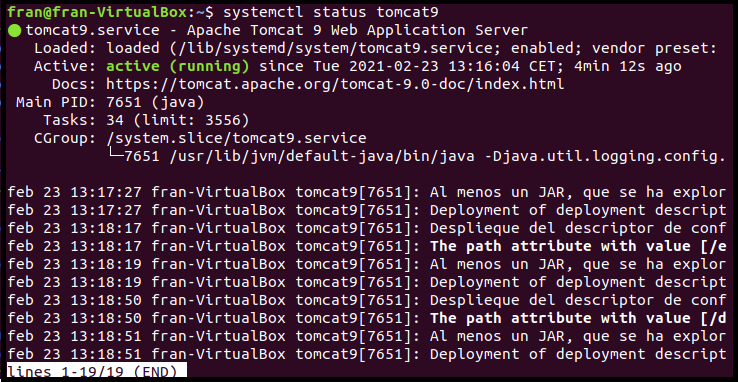 fran@fran-VirtualBox:~$ systemctl status tomcat9
● tomcat9.service - Apache Tomcat 9 Web Application Server
Loaded: loaded (/lib/systemd/system/tomcat9.service; enabled; vendor preset:
Active: active (running) since Tue 2021-02-23 13:16:04 CET; 4min 12s ago
Docs: https://tomcat.apache.org/tomcat-9.0-doc/index.html
Main PID: 7651 (java)
Tasks: 34 (limit: 3556)
CGroup: /system.slice/tomcat9.service
└─7651 /usr/lib/jvm/default-java/bin/java -Djava.util.logging.config.
feb 23 13:17:27 fran-VirtualBox tomcat9[7651]: Al menos un JAR, que se ha explor
feb 23 13:17:27 fran-VirtualBox tomcat9[7651]: Deployment of deployment descript
feb 23 13:18:17 fran-VirtualBox tomcat9[7651]: Desplieque del descriptor de conf
feb 23 13:18:17 fran-VirtualBox tomcat9[7651]: The path attribute with value [/e
feb 23 13:18:19 fran-VirtualBox tomcat9[7651]: Al menos un JAR, que se ha explor
feb 23 13:18:19 fran-VirtualBox tomcat9[7651]: Deployment of deployment descript
feb 23 13:18:50 fran-VirtualBox tomcat9[7651]: Desplieque del descriptor de conf
feb 23 13:18:50 fran-VirtualBox tomcat9[7651]: The path attribute with value [/d
feb 23 13:18:51 fran-VirtualBox tomcat9[7651]: Al menos un JAR, que se ha explor
feb 23 13:18:51 fran-VirtualBox tomcat9[7651]: Deployment of deployment descript
lines 1-19/19 (END)